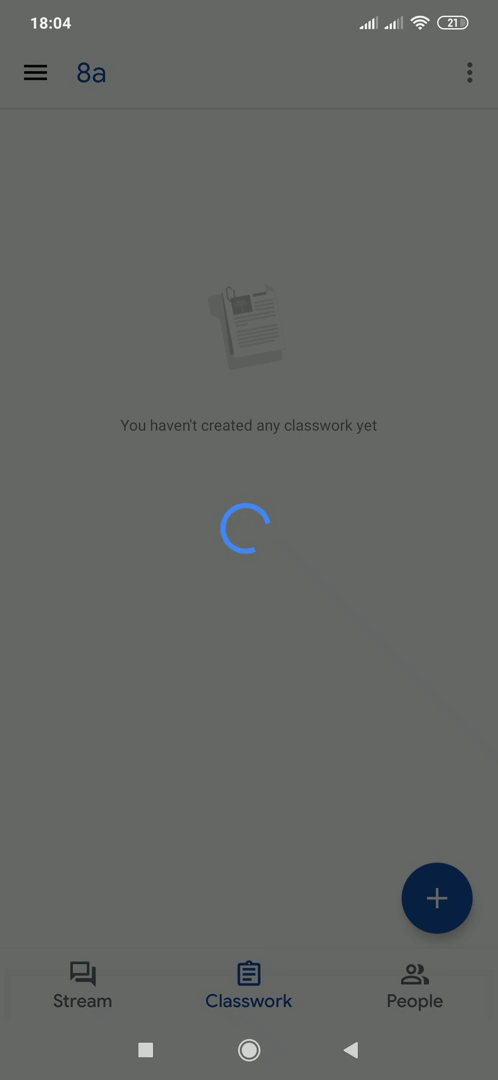 18:04
21
8a
You haven't created any classwork yet
Stream
Classwork
People